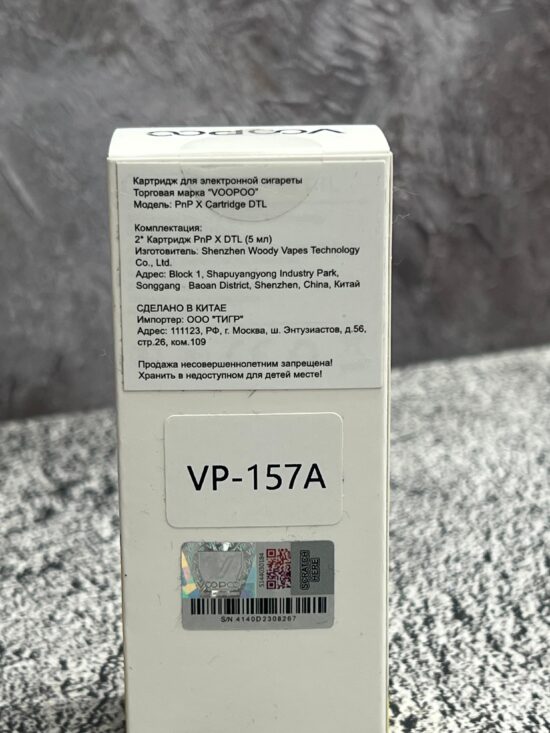 VOOPOO
Картридж для электронной сигареты
Торговая марка "VOOPOO"
Модель: PnP X Cartridge DTL
Комплектация:
2* Картридж PnP X DTL (5 мл)
Изготовитель: Shenzhen Woody Vapes Technology
Co., Ltd.
Адрес: Block 1, Shapuyangyong Industry Park,
Songgang Baoan District, Shenzhen, China, Китай
СДЕЛАНО В КИТАЕ
Импортер: ООО "ТИГР"
Адрес: 111123, РФ, г. Москва, ш. Энтузиастов, д.56,
стр.26, ком.109
Продажа несовершеннолетним запрещена!
Хранить в недоступном для детей месте!
VP-157A
VOOPOO
SCRATCH
HERE
S/N 4140D2308267